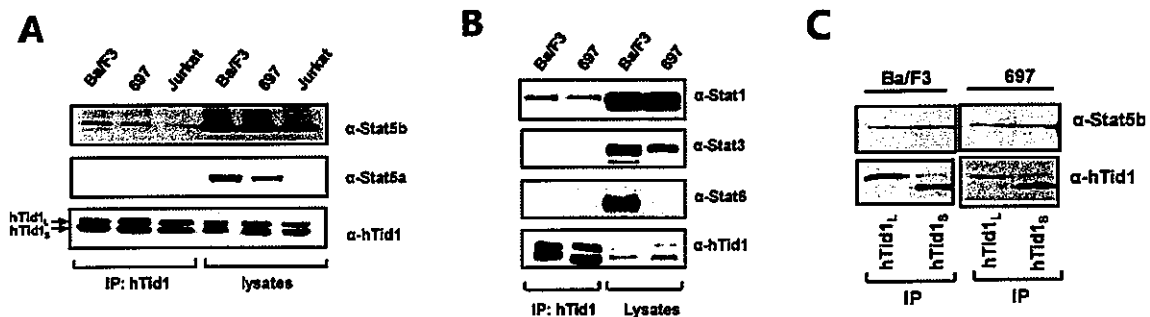 A
Ba/F3 697 Jurkat Ba/F3 697 Jurkat
α-Stat5b
α-Stat5a
hTid1L
hTid1S
α-hTid1
IP: hTid1 lysates
B
Ba/F3 697 Ba/F3 697
α-Stat1
α-Stat3
α-Stat6
α-hTid1
IP: hTid1 Lysates
C
Ba/F3 697
α-Stat5b
α-hTid1
hTid1L hTid1S hTid1L hTid1S
IP IP